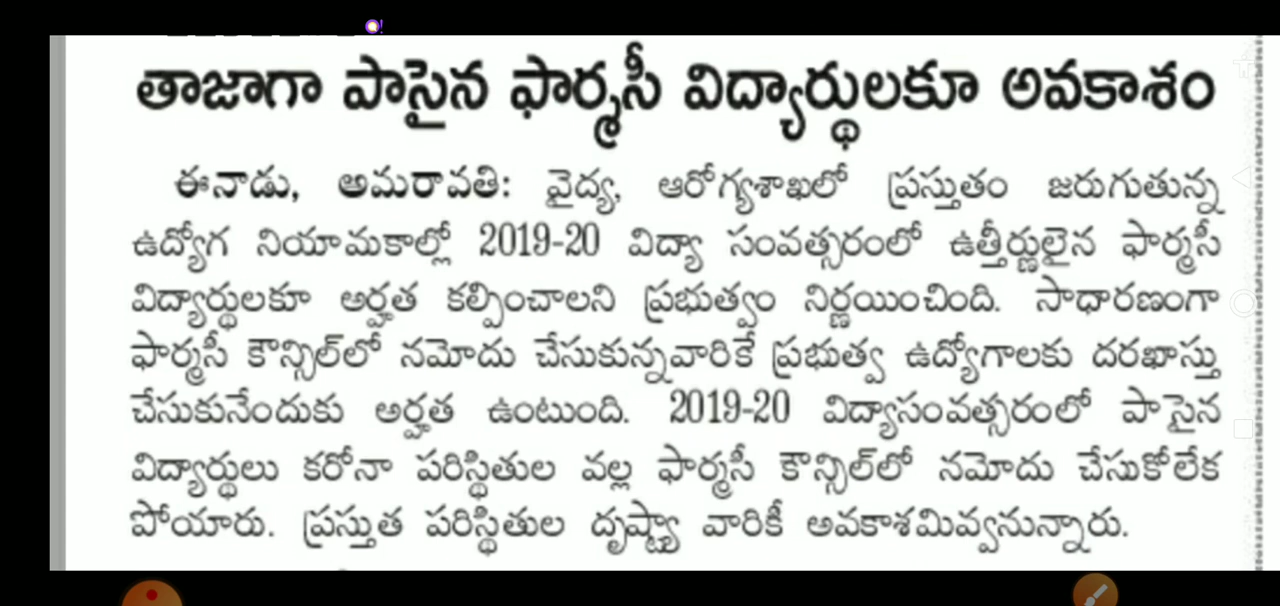 తాజాగా పాసైన ఫార్మసీ విద్యార్థులకూ అవకాశం
ఈనాడు, అమరావతి: వైద్య, ఆరోగ్యశాఖలో ప్రస్తుతం జరుగుతున్న
ఉద్యోగ నియామకాల్లో 2019-20 విద్యా సంవత్సరంలో ఉత్తీర్ణులైన ఫార్మసీ
విద్యార్థులకూ అర్హత కల్పించాలని ప్రభుత్వం నిర్ణయించింది. సాధారణంగా
ఫార్మసీ కౌన్సిల్‌లో నమోదు చేసుకున్నవారికే ప్రభుత్వ ఉద్యోగాలకు దరఖాస్తు
చేసుకునేందుకు అర్హత ఉంటుంది. 2019-20 విద్యాసంవత్సరంలో పాసైన
విద్యార్థులు కరోనా పరిస్థితుల వల్ల ఫార్మసీ కౌన్సిల్‌లో నమోదు చేసుకోలేక
పోయారు. ప్రస్తుత పరిస్థితుల దృష్ట్యా వారికీ అవకాశమివ్వనున్నారు.